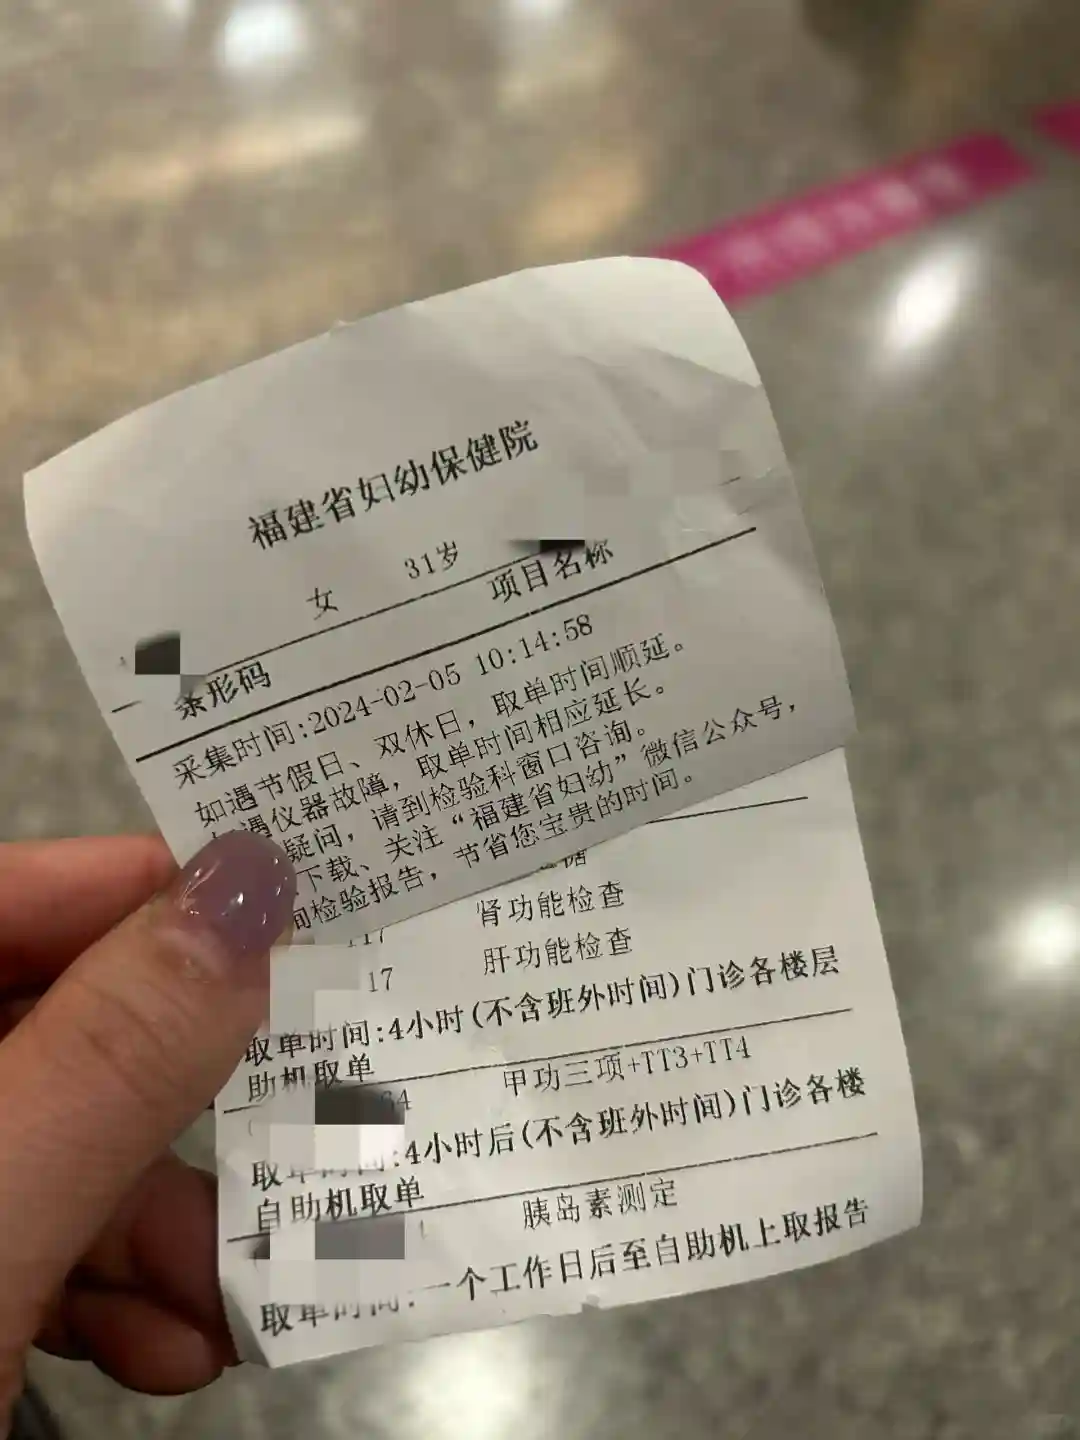 福建省妇幼保健院
女 31岁
条形码 项目名称
采集时间:2024-02-05 10:14:58
如遇节假日、双休日，取单时间顺延。
遇仪器故障，取单时间相应延长。
疑问，请到检验科窗口咨询。
下载、关注“福建省妇幼”微信公众号，
间检验报告，节省您宝贵的时间。
糖
117 肾功能检查
17 肝功能检查
取单时间:4小时(不含班外时间)门诊各楼层
助机取单
64 甲功三项+TT3+TT4
取单时间:4小时后(不含班外时间)门诊各楼
自助机取单
胰岛素测定
取单时间:一个工作日后至自助机上取报告